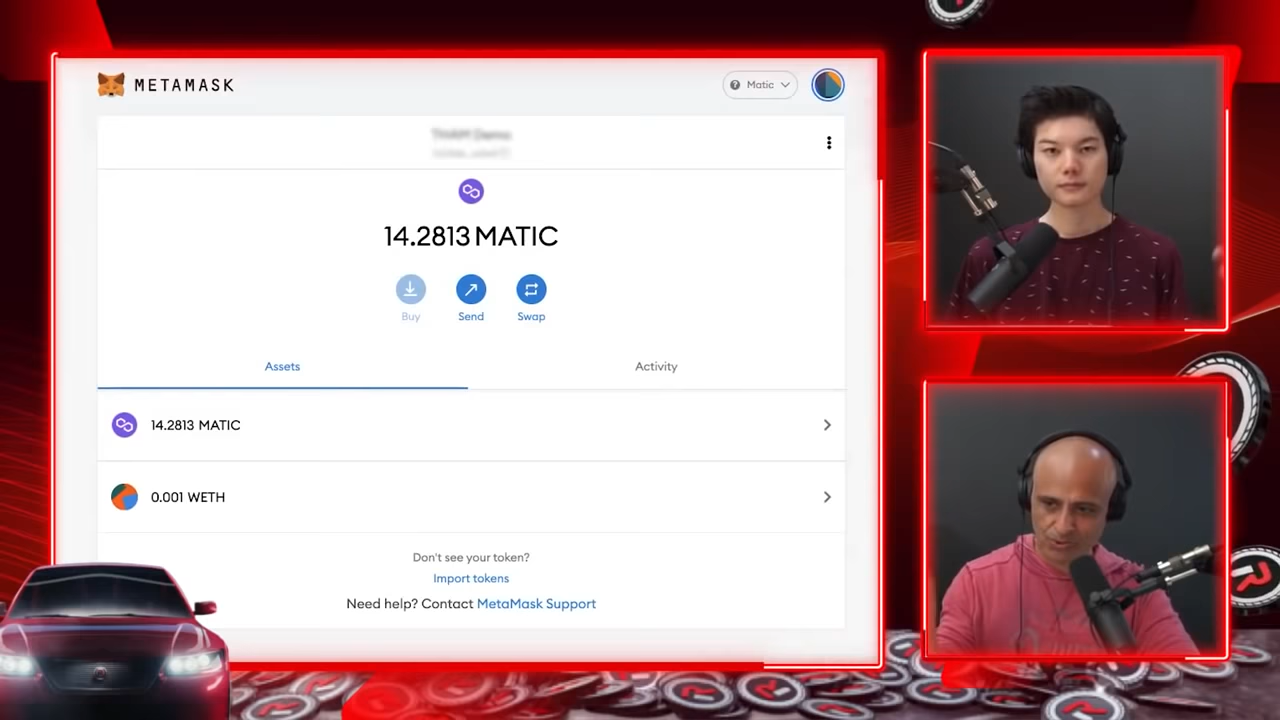 METAMASK
Matic
14.2813 MATIC
Buy
Send
Swap
Assets
Activity
14.2813 MATIC
0.001 WETH
Don't see your token?
Import tokens
Need help? Contact MetaMask Support